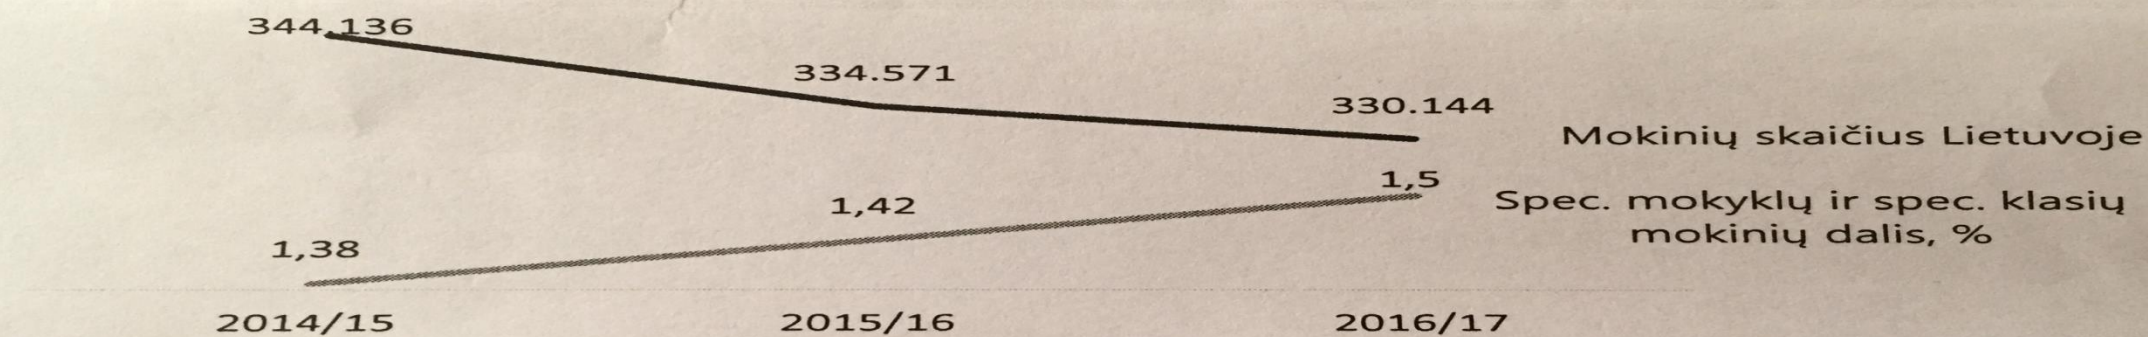 344.136
334.571
330.144
Mokinių skaičius Lietuvoje
1,5
Spec. mokyklų ir spec. klasių
mokinių dalis, %
1,42
1,38
2014/15 2015/16 2016/17